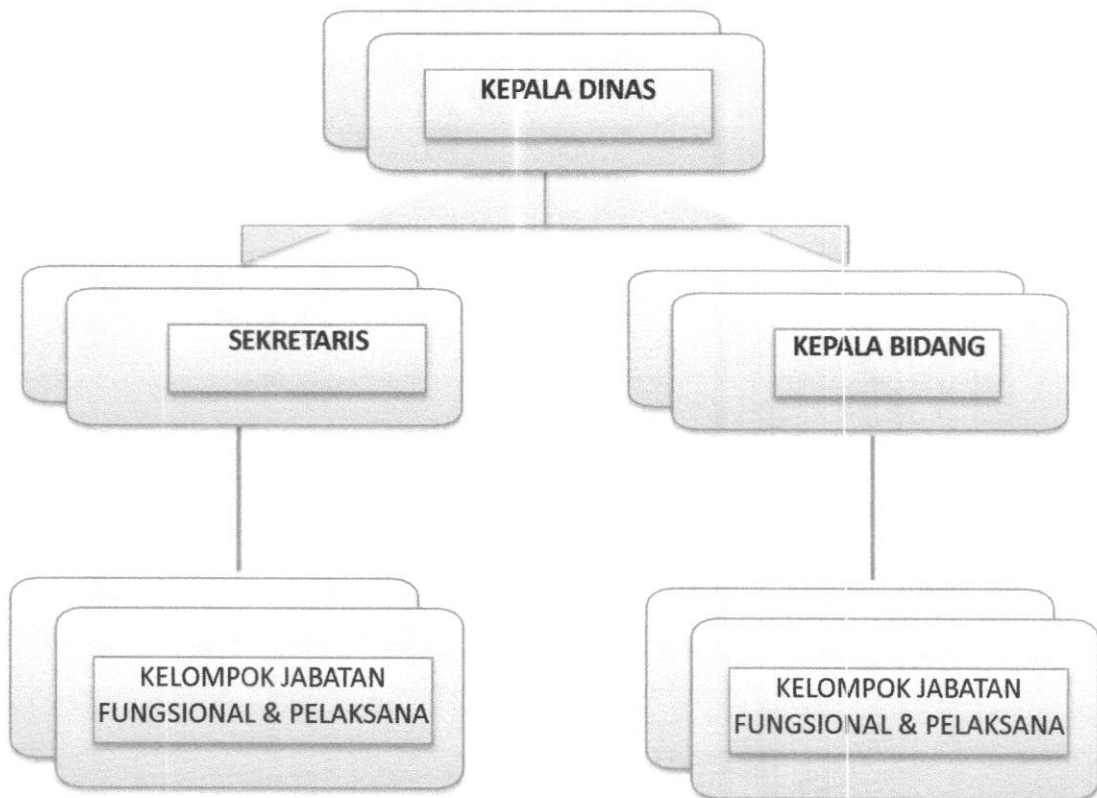 KEPALA DINAS
SEKRETARIS
KEPALA BIDANG
KELOMPOK JABATAN
FUNGSIONAL & PELAKSANA
KELOMPOK JABATAN
FUNGSIONAL & PELAKSANA